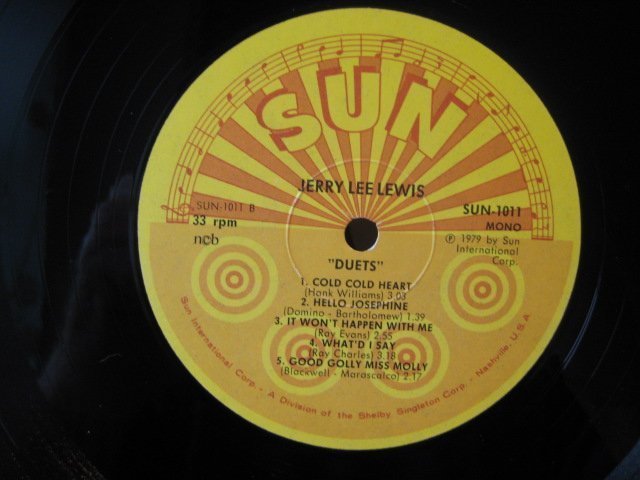 SUN
JERRY LEE LEWIS
SUN-1011 B
33 rpm
ncb
SUN-1011
MONO
℗ 1979 by Sun
International
Corp.
"DUETS"
1. COLD COLD HEART
(Hank Williams) 3.03
2. HELLO JOSEPHINE
(Domino - Bartholomew) 1.39
3. IT WON'T HAPPEN WITH ME
(Ray Evans) 2.55
4. WHAT'D I SAY
(Ray Charles) 3.18
5. GOOD GOLLY MISS MOLLY
(Blackwell - Marascalco) 2.17
Sun International Corp. - A Division of the Shelby Singleton Corp. - Nashville, U.S.A